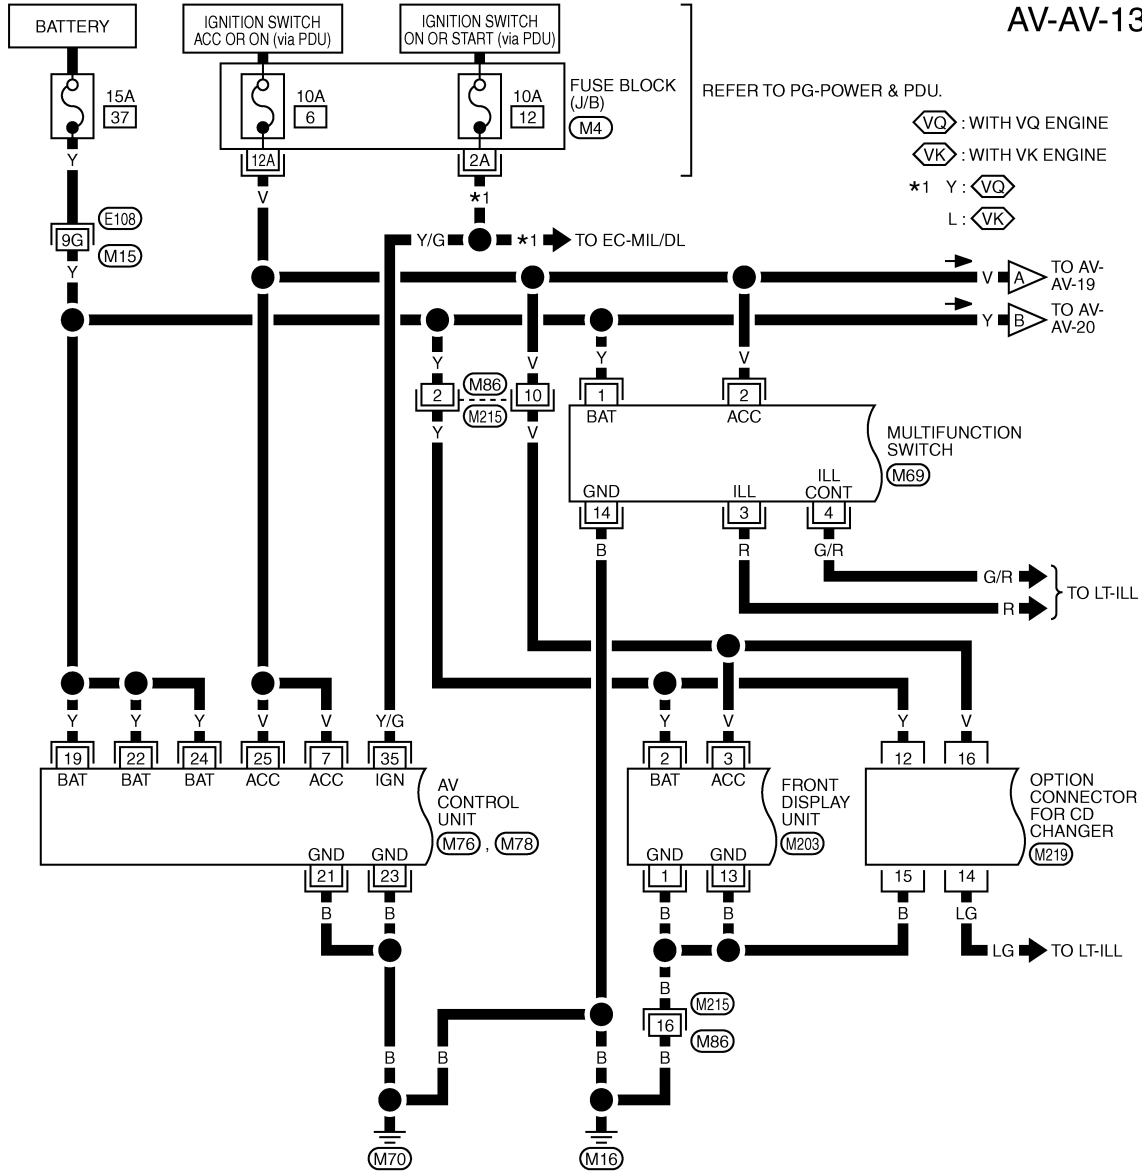 AV-AV-13
BATTERY
IGNITION SWITCH
ACC OR ON (via PDU)
IGNITION SWITCH
ON OR START (via PDU)
15A
37
10A
6
10A
12
FUSE BLOCK
(J/B)
M4
REFER TO PG-POWER & PDU.
VQ : WITH VQ ENGINE
VK : WITH VK ENGINE
*1 Y : VQ
L : VK
12A
2A
Y
V
*1
E108
9G
M15
Y
Y/G
*1
TO EC-MIL/DL
V
A
TO AV-
AV-19
Y
B
TO AV-
AV-20
Y
V
Y
V
2
M86
M215
10
1
2
Y
V
BAT
ACC
MULTIFUNCTION
SWITCH
M69
GND
ILL
ILL
CONT
14
3
4
B
R
G/R
G/R
R
TO LT-ILL
Y
Y
Y
V
V
Y/G
Y
V
Y
V
19
22
24
25
7
35
2
3
12
16
BAT
BAT
BAT
ACC
ACC
IGN
BAT
ACC
AV
CONTROL
UNIT
M76 , M78
FRONT
DISPLAY
UNIT
M203
OPTION
CONNECTOR
FOR CD
CHANGER
M219
GND
GND
GND
GND
21
23
1
13
15
14
B
B
B
B
B
LG
LG
TO LT-ILL
B
M215
16
M86
B
B
B
B
M70
M16